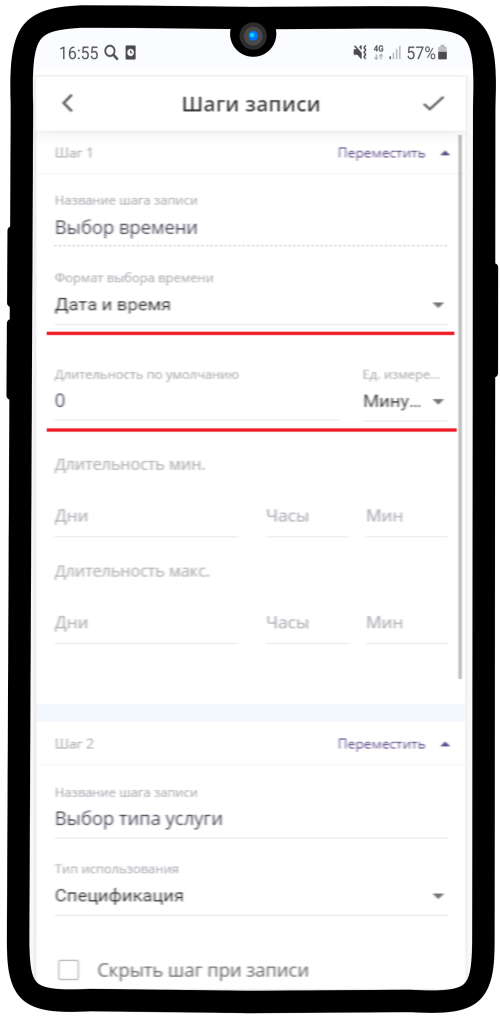 16:55 4G 57%
Шаги записи
Шаг 1 Переместить
Название шага записи
Выбор времени
Формат выбора времени
Дата и время
Длительность по умолчанию Ед. измере...
0 Мину...
Длительность мин.
Дни Часы Мин
Длительность макс.
Дни Часы Мин
Шаг 2 Переместить
Название шага записи
Выбор типа услуги
Тип использования
Спецификация
Скрыть шаг при записи